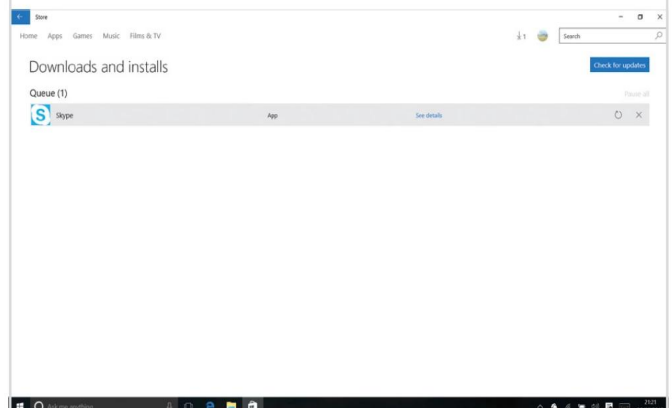 Store
Home Apps Games Music Films & TV
1
Search
Downloads and installs
Check for updates
Queue (1)
Pause all
S Skype App See details
Ask me anything
21:21